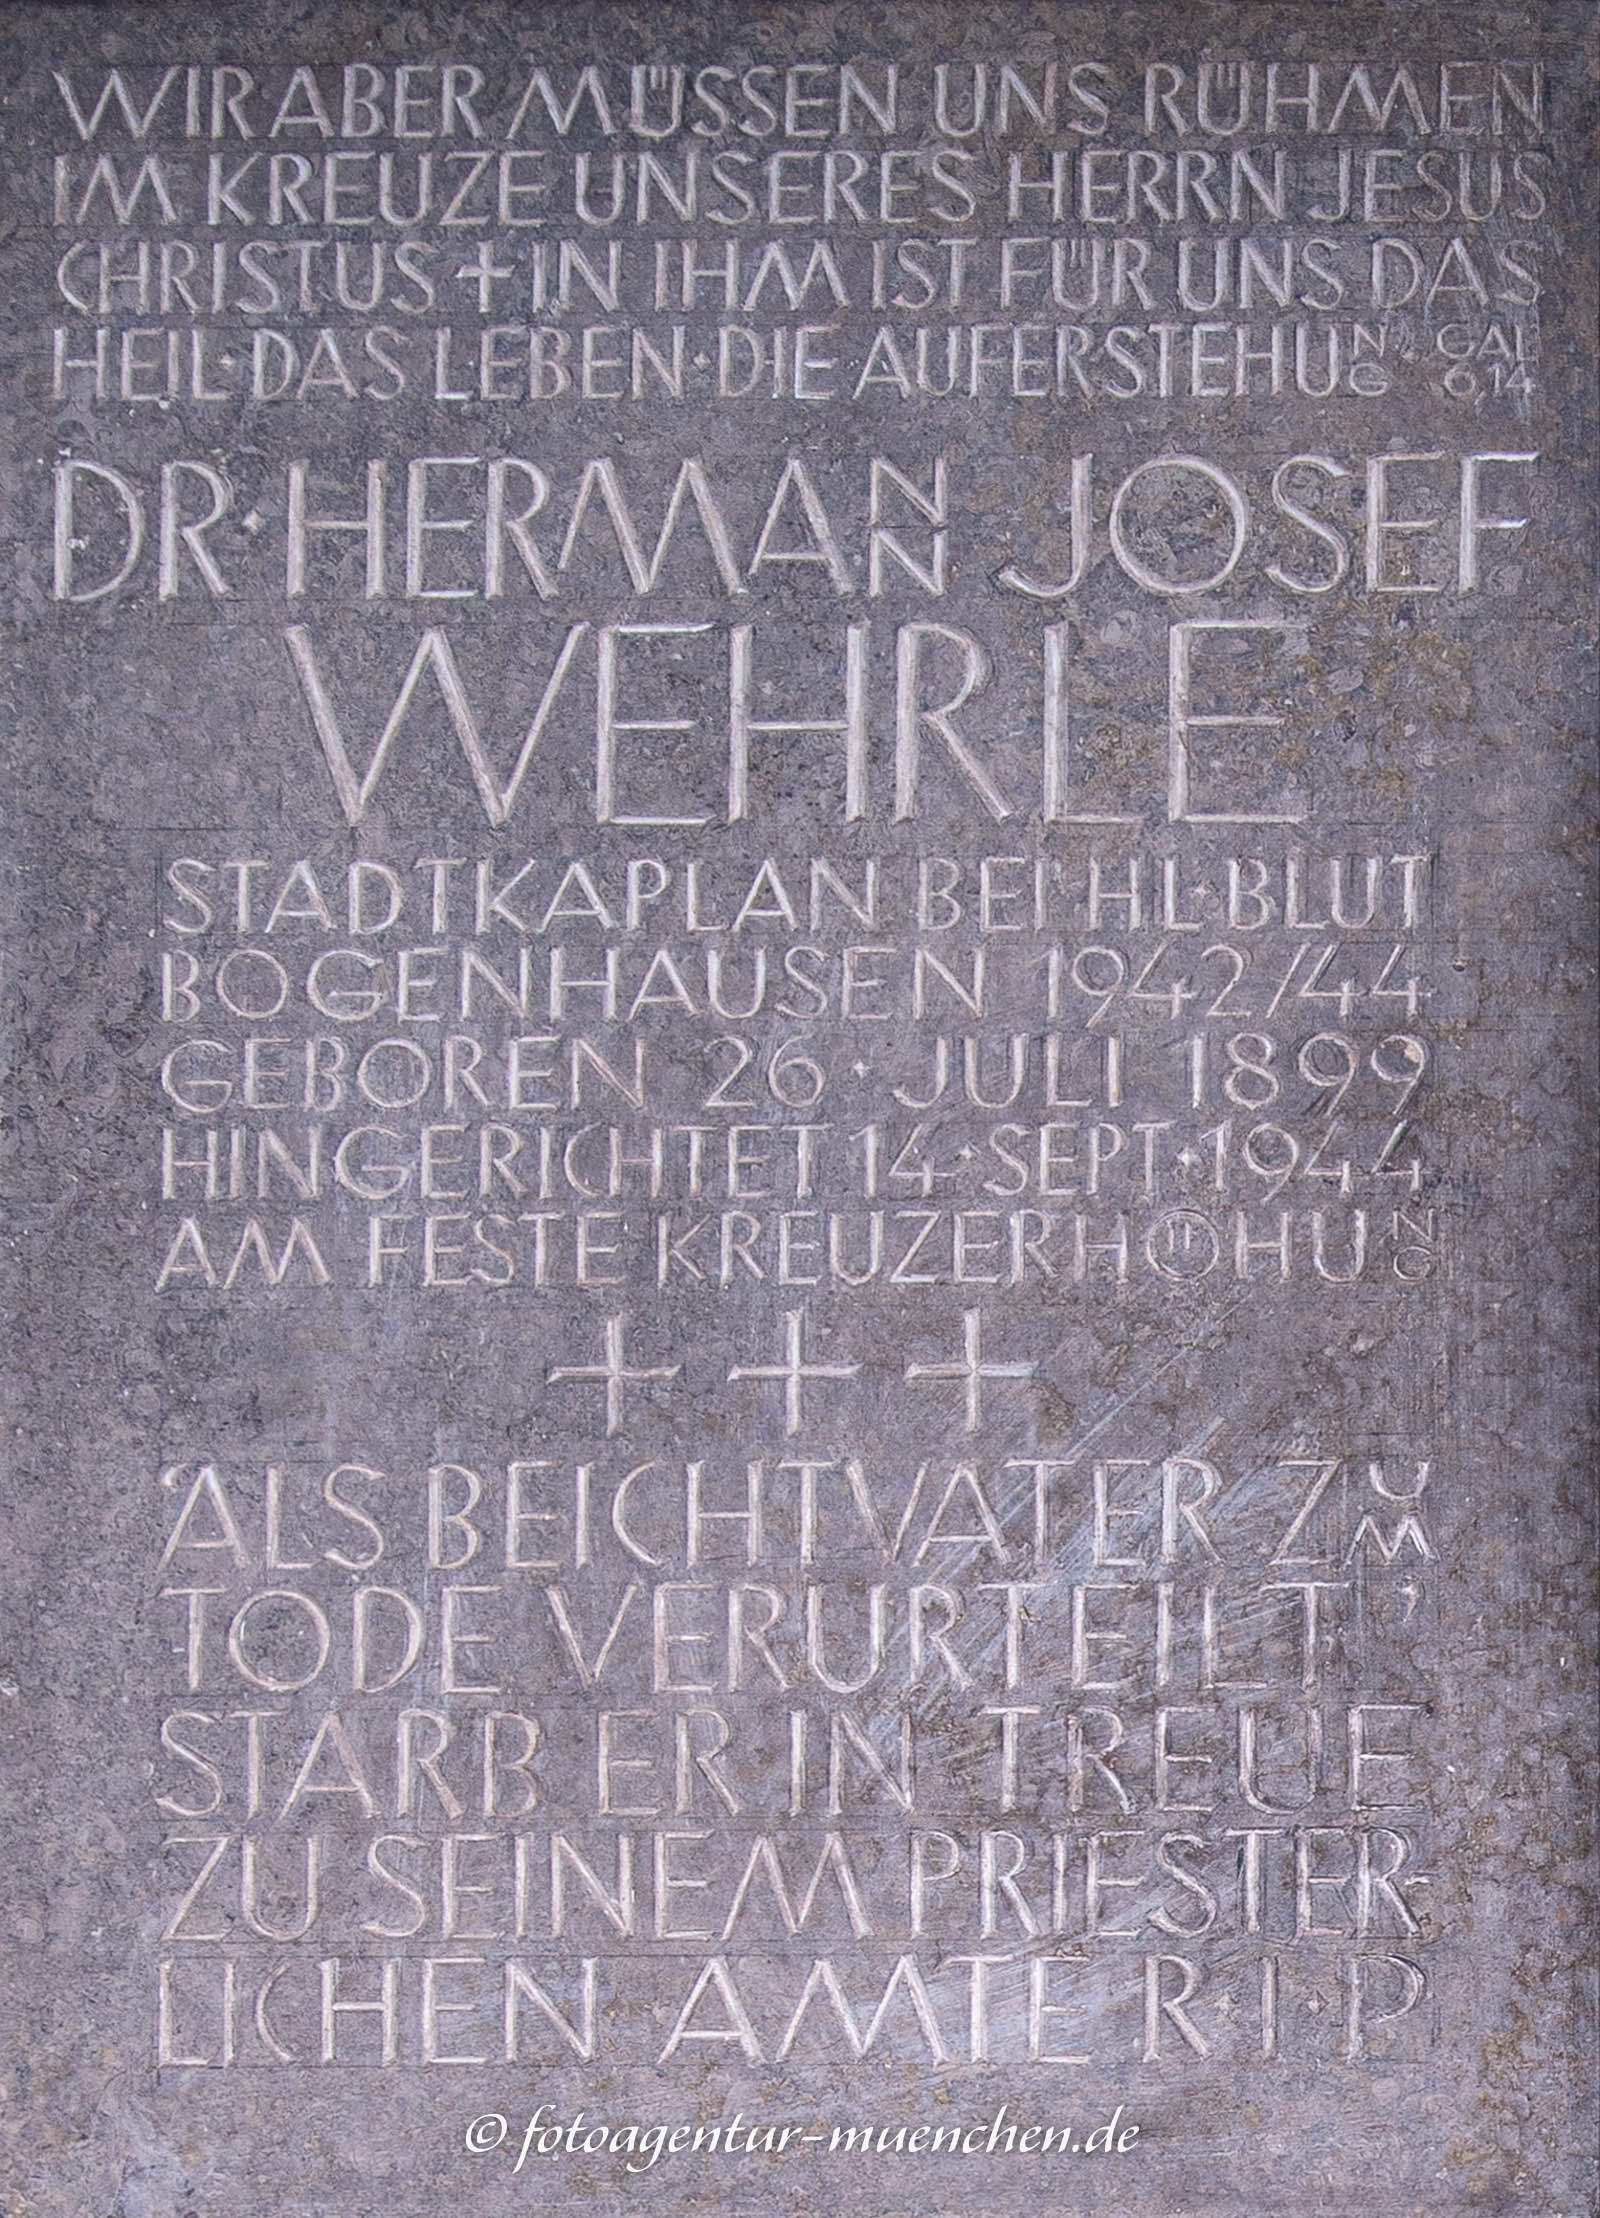 WIR ABER MÜSSEN UNS RÜHMEN
IM KREUZE UNSERES HERRN JESUS
CHRISTUS + IN IHM IST FÜR UNS DAS
HEIL · DAS LEBEN · DIE AUFERSTEHUNG GAL 6,14
DR · HERMANN JOSEF
WEHRLE
STADTKAPLAN BEI HL · BLUT
BOGENHAUSEN 1942/44
GEBOREN 26 · JULI 1899
HINGERICHTET 14 · SEPT · 1944
AM FESTE KREUZERHÖHUNG
+ + +
ALS BEICHTVATER ZUM
TODE VERURTEILT,
STARB ER IN TREUE
ZU SEINEM PRIESTER-
LICHEN AMTE R · I · P
© fotoagentur-muenchen.de